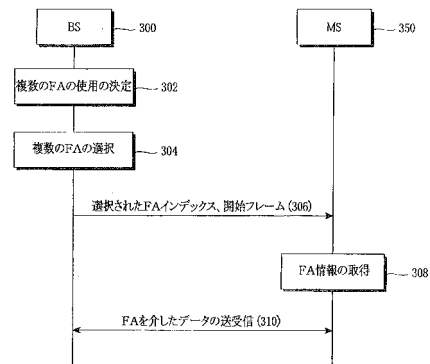 BS
300
MS
350
複数のFAの使用の決定
302
複数のFAの選択
304
選択されたFAインデックス、開始フレーム(306)
FA情報の取得
308
FAを介したデータの送受信(310)